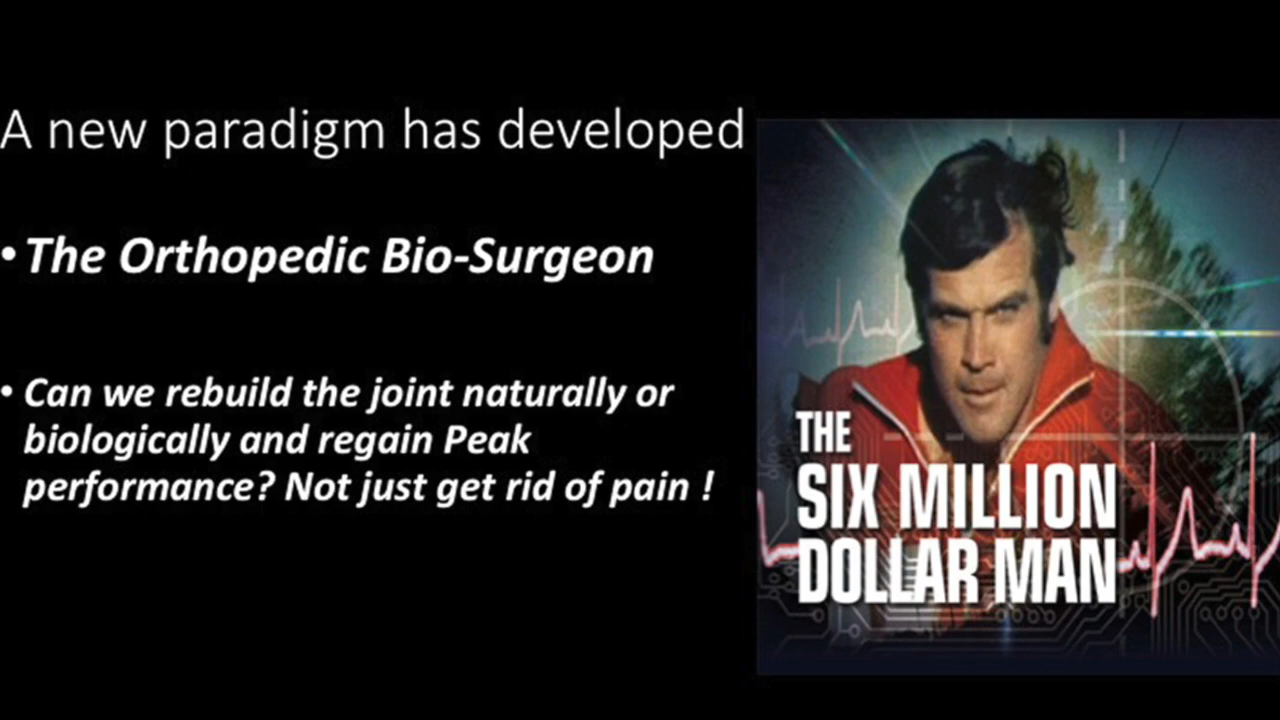 A new paradigm has developed
• The Orthopedic Bio-Surgeon
• Can we rebuild the joint naturally or
biologically and regain Peak
performance? Not just get rid of pain !
THE
SIX MILLION
DOLLAR MAN